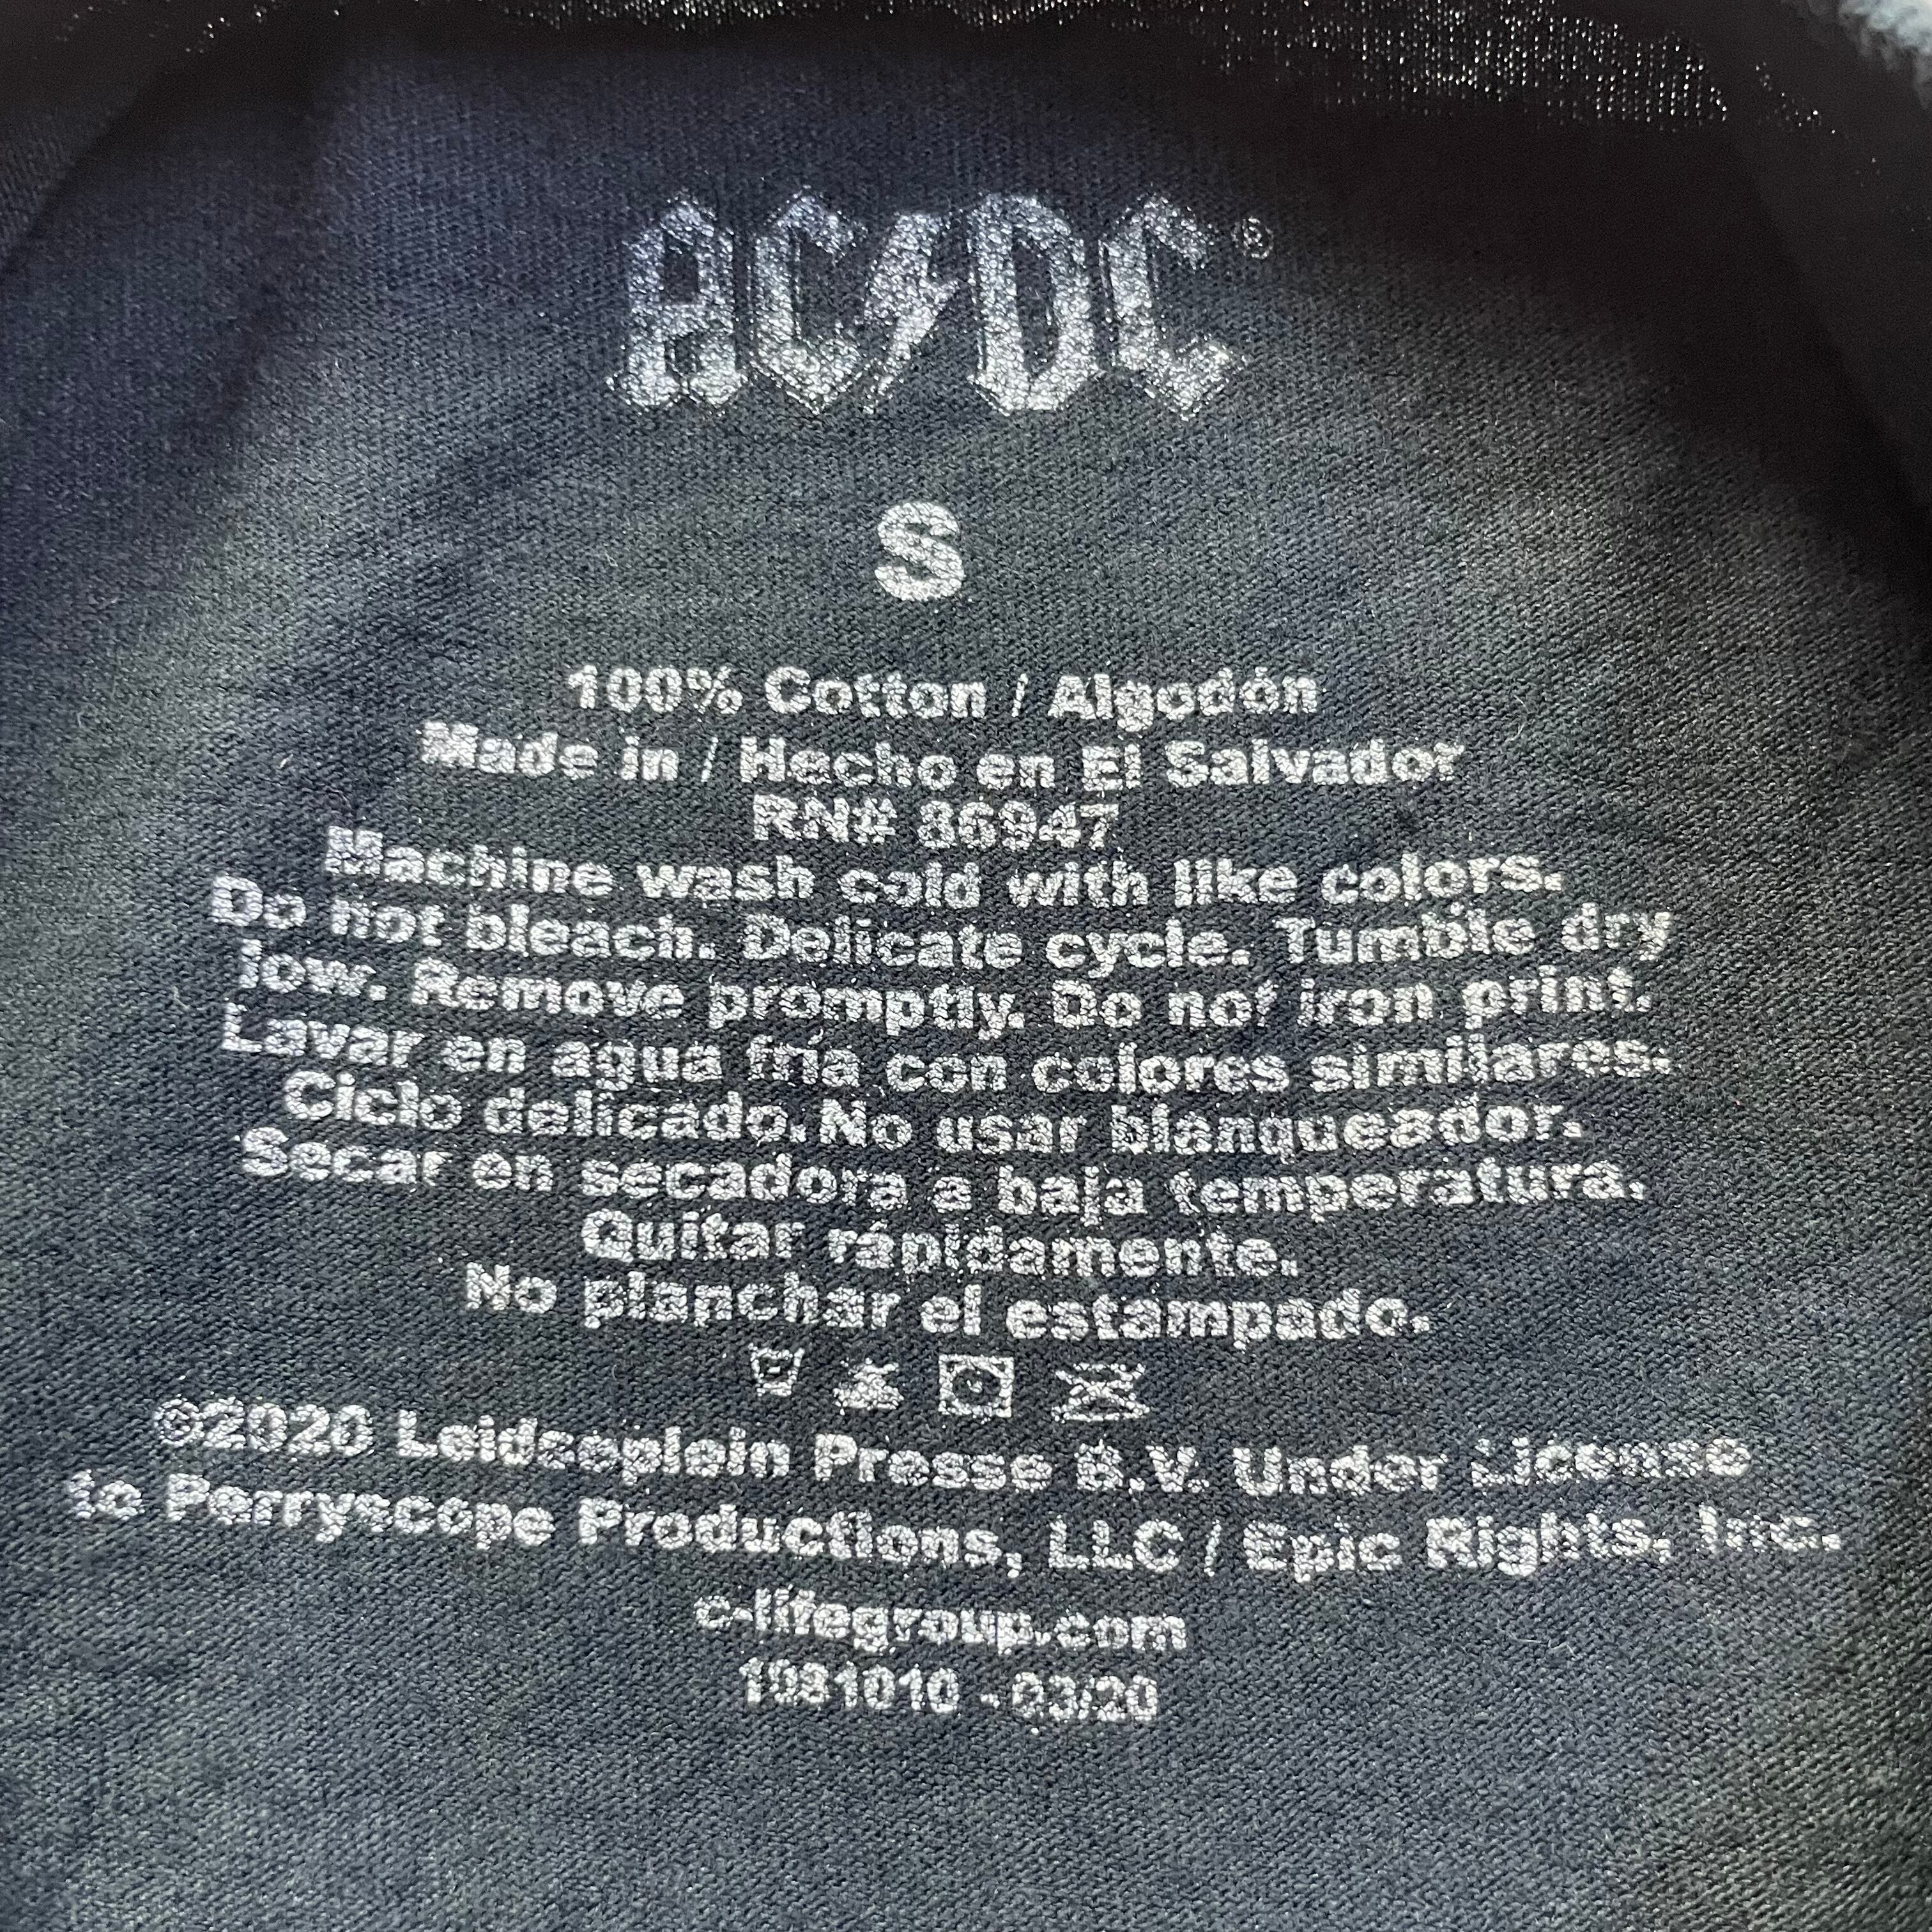 AC/DC®
S
100% Cotton / Algodón
Made in / Hecho en El Salvador
RN# 86947
Machine wash cold with like colors.
Do not bleach. Delicate cycle. Tumble dry
low. Remove promptly. Do not iron print.
Lavar en agua fría con colores similares.
Ciclo delicado. No usar blanqueador.
Secar en secadora a baja temperatura.
Quitar rápidamente.
No planchar el estampado.
©2020 Leidseplein Presse B.V. Under License
to Perryscope Productions, LLC / Epic Rights, Inc.
c-lifegroup.com
1081010 - 03/20